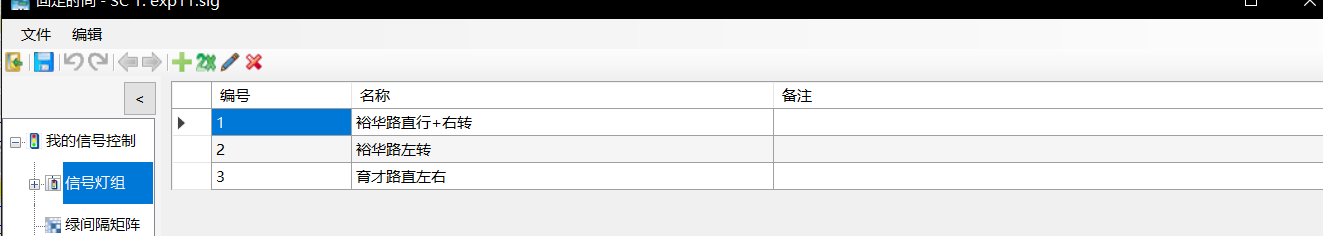 固定时间 - SC 1: exp11.sig
文件 编辑
<
编号 名称 备注
我的信号控制
1 裕华路直行+右转
2 裕华路左转
信号灯组
3 育才路直左右
绿间隔矩阵